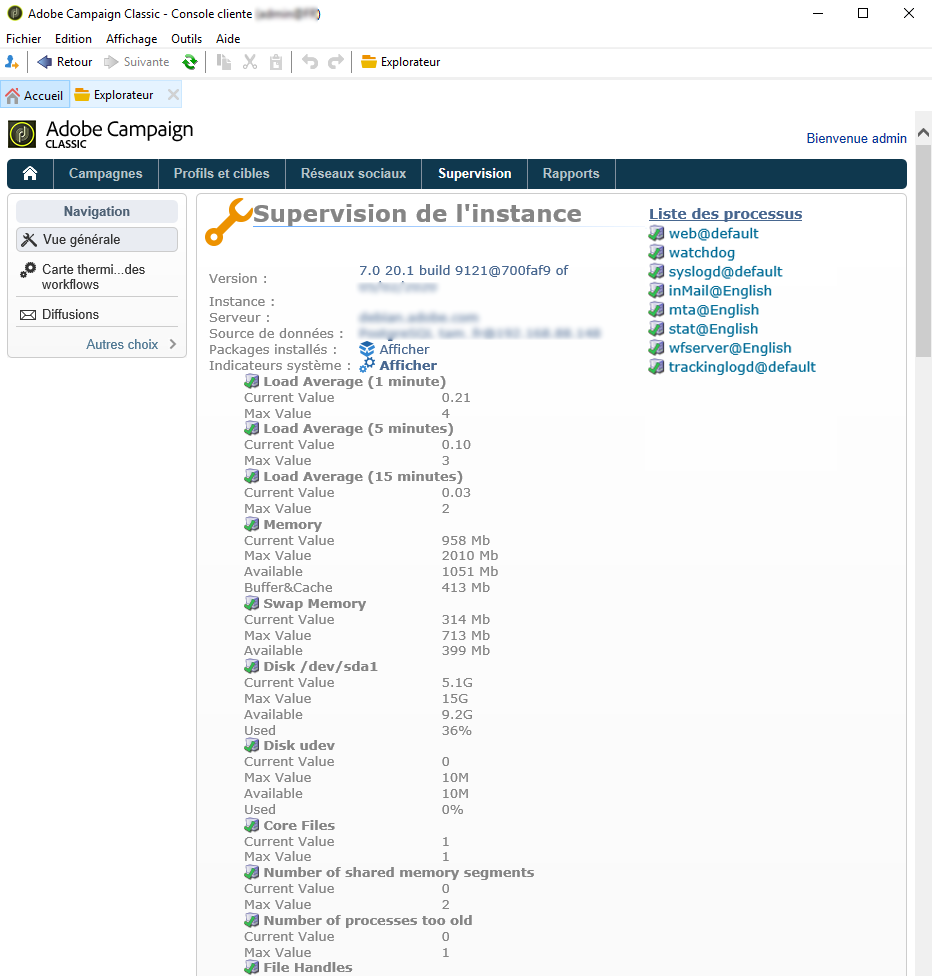 Adobe Campaign Classic - Console cliente
Fichier Edition Affichage Outils Aide
Retour Suivante Explorateur
Accueil Explorateur
Adobe Campaign
CLASSIC
Bienvenue admin
Campagnes Profils et cibles Réseaux sociaux Supervision Rapports
Navigation
Vue générale
Carte thermi...des
workflows
Diffusions
Autres choix
Supervision de l'instance
Version : 7.0 20.1 build 9121@700faf9 of
Instance :
Serveur :
Source de données :
Packages installés : Afficher
Indicateurs système : Afficher
Load Average (1 minute)
Current Value 0.21
Max Value 4
Load Average (5 minutes)
Current Value 0.10
Max Value 3
Load Average (15 minutes)
Current Value 0.03
Max Value 2
Memory
Current Value 958 Mb
Max Value 2010 Mb
Available 1051 Mb
Buffer&Cache 413 Mb
Swap Memory
Current Value 314 Mb
Max Value 713 Mb
Available 399 Mb
Disk /dev/sda1
Current Value 5.1G
Max Value 15G
Available 9.2G
Used 36%
Disk udev
Current Value 0
Max Value 10M
Available 10M
Used 0%
Core Files
Current Value 1
Max Value 1
Number of shared memory segments
Current Value 0
Max Value 2
Number of processes too old
Current Value 0
Max Value 1
File Handles
Liste des processus
web@default
watchdog
syslogd@default
inMail@English
mta@English
stat@English
wfserver@English
trackinglogd@default